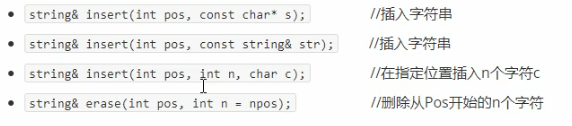 string& insert(int pos, const char* s); //插入字符串
string& insert(int pos, const string& str); //插入字符串
string& insert(int pos, int n, char c); //在指定位置插入n个字符c
string& erase(int pos, int n = npos); //删除从Pos开始的n个字符